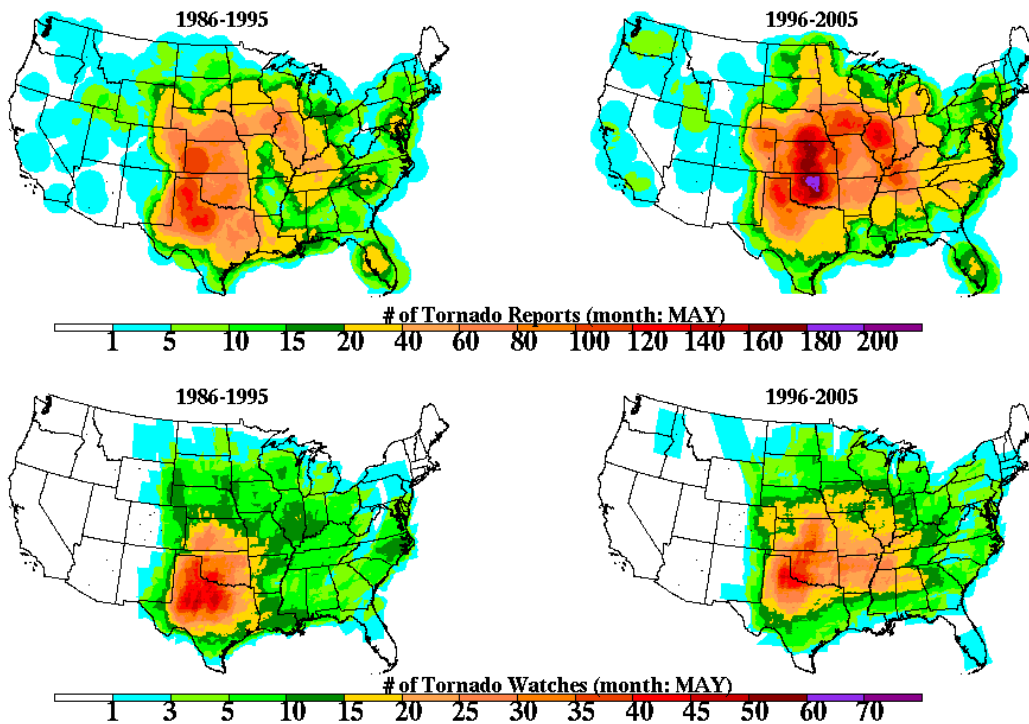 1986-1995 1996-2005
# of Tornado Reports (month: MAY)
1 5 10 15 20 40 60 80 100 120 140 160 180 200
1986-1995 1996-2005
# of Tornado Watches (month: MAY)
1 3 5 10 15 20 25 30 35 40 45 50 60 70